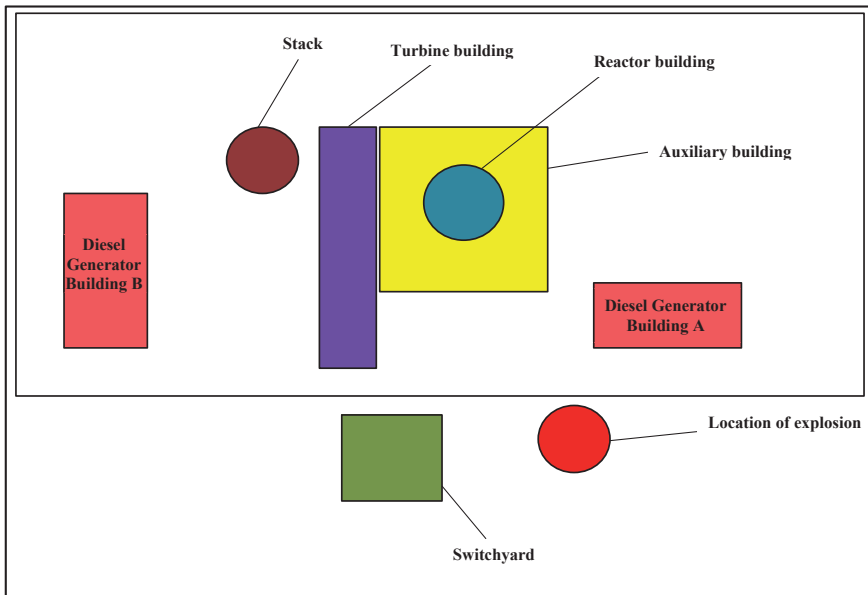 Stack
Turbine building
Reactor building
Auxiliary building
Diesel
Generator
Building B
Diesel Generator
Building A
Location of explosion
Switchyard